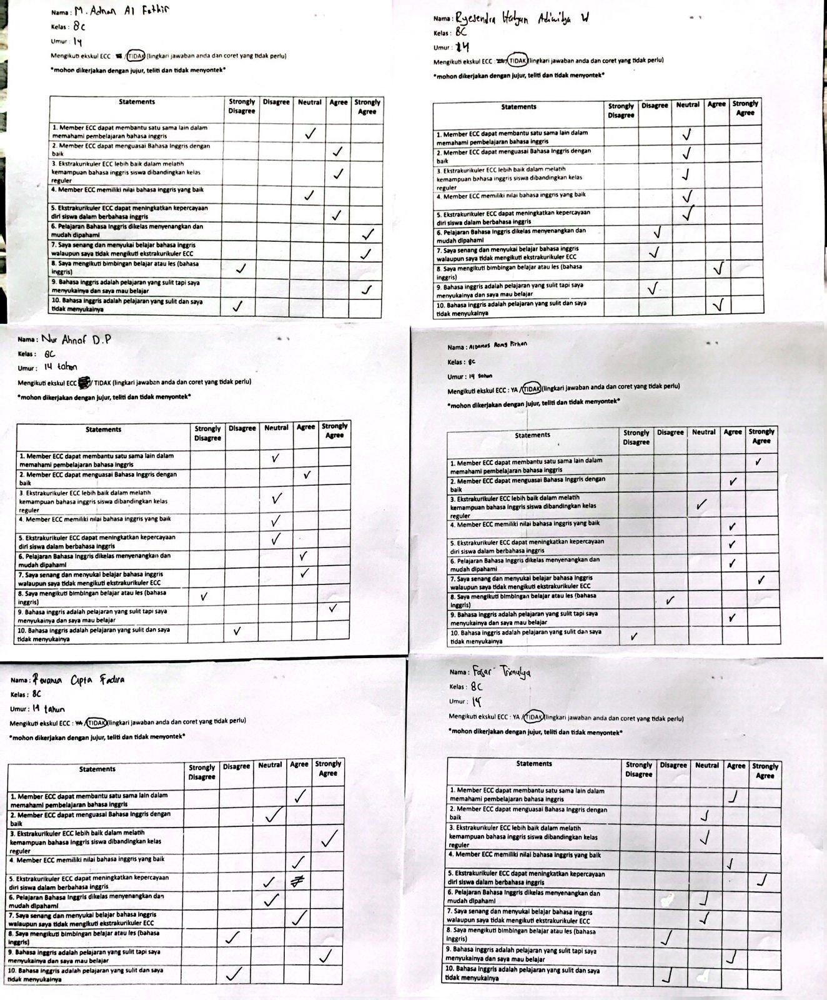 Nama : M. Adnan Al Fathir
Kelas : 8C
Umur : 14
Mengikuti ekskul ECC : / TIDAK (lingkari jawaban anda dan coret yang tidak perlu)
*mohon dikerjakan dengan jujur, teliti dan tidak menyontek*
Statements Strongly Disagree Disagree Neutral Agree Strongly Agree
1. Member ECC dapat membantu satu sama lain dalam
memahami pembelajaran bahasa inggris ✓
2. Member ECC dapat menguasai Bahasa Inggris dengan
baik ✓
3. Ekstrakurikuler ECC lebih baik dalam melatih
kemampuan bahasa inggris siswa dibandingkan kelas
reguler ✓
4. Member ECC memiliki nilai bahasa inggris yang baik ✓
5. Ekstrakurikuler ECC dapat meningkatkan kepercayaan
diri siswa dalam berbahasa inggris ✓
6. Pelajaran Bahasa Inggris dikelas menyenangkan dan
mudah dipahami ✓
7. Saya senang dan menyukai belajar bahasa inggris
walaupun saya tidak mengikuti ekstrakurikuler ECC ✓
8. Saya mengikuti bimbingan belajar atau les (bahasa
inggris) ✓
9. Bahasa inggris adalah pelajaran yang sulit tapi saya
menyukainya dan saya mau belajar ✓
10. Bahasa inggris adalah pelajaran yang sulit dan saya
tidak menyukainya ✓
Nama : W
Kelas : 8C
Umur : 14
Mengikuti ekskul ECC : / TIDAK (lingkari jawaban anda dan coret yang tidak perlu)
*mohon dikerjakan dengan jujur, teliti dan tidak menyontek*
Statements Strongly Disagree Disagree Neutral Agree Strongly Agree
1. Member ECC dapat membantu satu sama lain dalam
memahami pembelajaran bahasa inggris ✓
2. Member ECC dapat menguasai Bahasa Inggris dengan
baik ✓
3. Ekstrakurikuler ECC lebih baik dalam melatih
kemampuan bahasa inggris siswa dibandingkan kelas
reguler ✓
4. Member ECC memiliki nilai bahasa inggris yang baik ✓
5. Ekstrakurikuler ECC dapat meningkatkan kepercayaan
diri siswa dalam berbahasa inggris ✓
6. Pelajaran Bahasa Inggris dikelas menyenangkan dan
mudah dipahami ✓
7. Saya senang dan menyukai belajar bahasa inggris
walaupun saya tidak mengikuti ekstrakurikuler ECC ✓
8. Saya mengikuti bimbingan belajar atau les (bahasa
inggris) ✓
9. Bahasa inggris adalah pelajaran yang sulit tapi saya
menyukainya dan saya mau belajar ✓
10. Bahasa inggris adalah pelajaran yang sulit dan saya
tidak menyukainya ✓
Nama : Nur Ahnaf D.P
Kelas : 8C
Umur : 14 tahun
Mengikuti ekskul ECC / TIDAK (lingkari jawaban anda dan coret yang tidak perlu)
*mohon dikerjakan dengan jujur, teliti dan tidak menyontek*
Statements Strongly Disagree Disagree Neutral Agree Strongly Agree
1. Member ECC dapat membantu satu sama lain dalam
memahami pembelajaran bahasa inggris ✓
2. Member ECC dapat menguasai Bahasa Inggris dengan
baik ✓
3. Ekstrakurikuler ECC lebih baik dalam melatih
kemampuan bahasa inggris siswa dibandingkan kelas
reguler ✓
4. Member ECC memiliki nilai bahasa inggris yang baik ✓
5. Ekstrakurikuler ECC dapat meningkatkan kepercayaan
diri siswa dalam berbahasa inggris ✓
6. Pelajaran Bahasa Inggris dikelas menyenangkan dan
mudah dipahami ✓
7. Saya senang dan menyukai belajar bahasa inggris
walaupun saya tidak mengikuti ekstrakurikuler ECC ✓
8. Saya mengikuti bimbingan belajar atau les (bahasa
inggris) ✓
9. Bahasa inggris adalah pelajaran yang sulit tapi saya
menyukainya dan saya mau belajar ✓
10. Bahasa inggris adalah pelajaran yang sulit dan saya
tidak menyukainya ✓
Nama :
Kelas : 8C
Umur : 14 tahun
Mengikuti ekskul ECC : YA / TIDAK (lingkari jawaban anda dan coret yang tidak perlu)
*mohon dikerjakan dengan jujur, teliti dan tidak menyontek*
Statements Strongly Disagree Disagree Neutral Agree Strongly Agree
1. Member ECC dapat membantu satu sama lain dalam
memahami pembelajaran bahasa inggris ✓
2. Member ECC dapat menguasai Bahasa Inggris dengan
baik ✓
3. Ekstrakurikuler ECC lebih baik dalam melatih
kemampuan bahasa inggris siswa dibandingkan kelas
reguler ✓
4. Member ECC memiliki nilai bahasa inggris yang baik ✓
5. Ekstrakurikuler ECC dapat meningkatkan kepercayaan
diri siswa dalam berbahasa inggris ✓
6. Pelajaran Bahasa Inggris dikelas menyenangkan dan
mudah dipahami ✓
7. Saya senang dan menyukai belajar bahasa inggris
walaupun saya tidak mengikuti ekstrakurikuler ECC ✓
8. Saya mengikuti bimbingan belajar atau les (bahasa
inggris) ✓
9. Bahasa inggris adalah pelajaran yang sulit tapi saya
menyukainya dan saya mau belajar ✓
10. Bahasa inggris adalah pelajaran yang sulit dan saya
tidak menyukainya ✓
Nama : Cipta
Kelas : 8C
Umur : 14 tahun
Mengikuti ekskul ECC : YA / TIDAK (lingkari jawaban anda dan coret yang tidak perlu)
*mohon dikerjakan dengan jujur, teliti dan tidak menyontek*
Statements Strongly Disagree Disagree Neutral Agree Strongly Agree
1. Member ECC dapat membantu satu sama lain dalam
memahami pembelajaran bahasa inggris ✓
2. Member ECC dapat menguasai Bahasa Inggris dengan
baik ✓
3. Ekstrakurikuler ECC lebih baik dalam melatih
kemampuan bahasa inggris siswa dibandingkan kelas
reguler ✓
4. Member ECC memiliki nilai bahasa inggris yang baik ✓
5. Ekstrakurikuler ECC dapat meningkatkan kepercayaan
diri siswa dalam berbahasa inggris ✓
6. Pelajaran Bahasa Inggris dikelas menyenangkan dan
mudah dipahami ✓
7. Saya senang dan menyukai belajar bahasa inggris
walaupun saya tidak mengikuti ekstrakurikuler ECC ✓
8. Saya mengikuti bimbingan belajar atau les (bahasa
inggris) ✓
9. Bahasa inggris adalah pelajaran yang sulit tapi saya
menyukainya dan saya mau belajar ✓
10. Bahasa inggris adalah pelajaran yang sulit dan saya
tidak menyukainya ✓
Nama : Fajar Trimulya
Kelas : 8C
Umur : 14
Mengikuti ekskul ECC : YA / TIDAK (lingkari jawaban anda dan coret yang tidak perlu)
*mohon dikerjakan dengan jujur, teliti dan tidak menyontek*
Statements Strongly Disagree Disagree Neutral Agree Strongly Agree
1. Member ECC dapat membantu satu sama lain dalam
memahami pembelajaran bahasa inggris ✓
2. Member ECC dapat menguasai Bahasa Inggris dengan
baik ✓
3. Ekstrakurikuler ECC lebih baik dalam melatih
kemampuan bahasa inggris siswa dibandingkan kelas
reguler ✓
4. Member ECC memiliki nilai bahasa inggris yang baik ✓
5. Ekstrakurikuler ECC dapat meningkatkan kepercayaan
diri siswa dalam berbahasa inggris ✓
6. Pelajaran Bahasa Inggris dikelas menyenangkan dan
mudah dipahami ✓
7. Saya senang dan menyukai belajar bahasa inggris
walaupun saya tidak mengikuti ekstrakurikuler ECC ✓
8. Saya mengikuti bimbingan belajar atau les (bahasa
inggris) ✓
9. Bahasa inggris adalah pelajaran yang sulit tapi saya
menyukainya dan saya mau belajar ✓
10. Bahasa inggris adalah pelajaran yang sulit dan saya
tidak menyukainya ✓